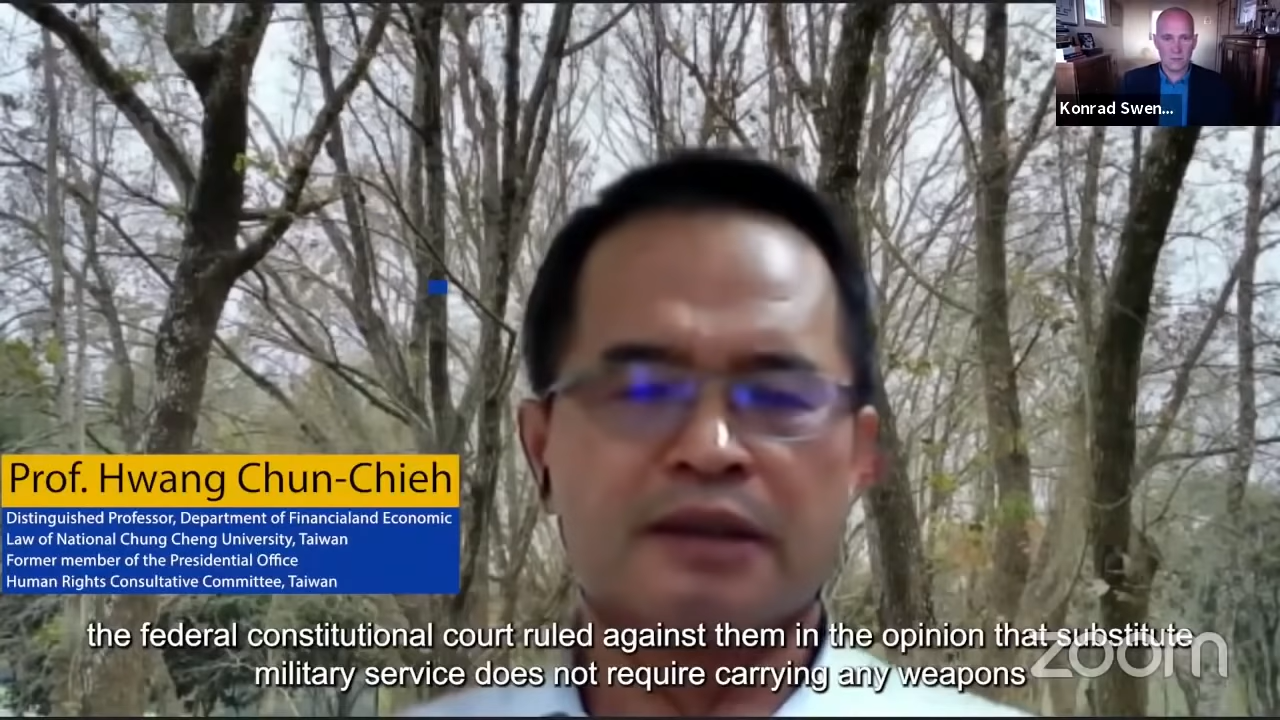 Konrad Swen...
Prof. Hwang Chun-Chieh
Distinguished Professor, Department of Financialand Economic
Law of National Chung Cheng University, Taiwan
Former member of the Presidential Office
Human Rights Consultative Committee, Taiwan
the federal constitutional court ruled against them in the opinion that substitute
military service does not require carrying any weapons
zoom